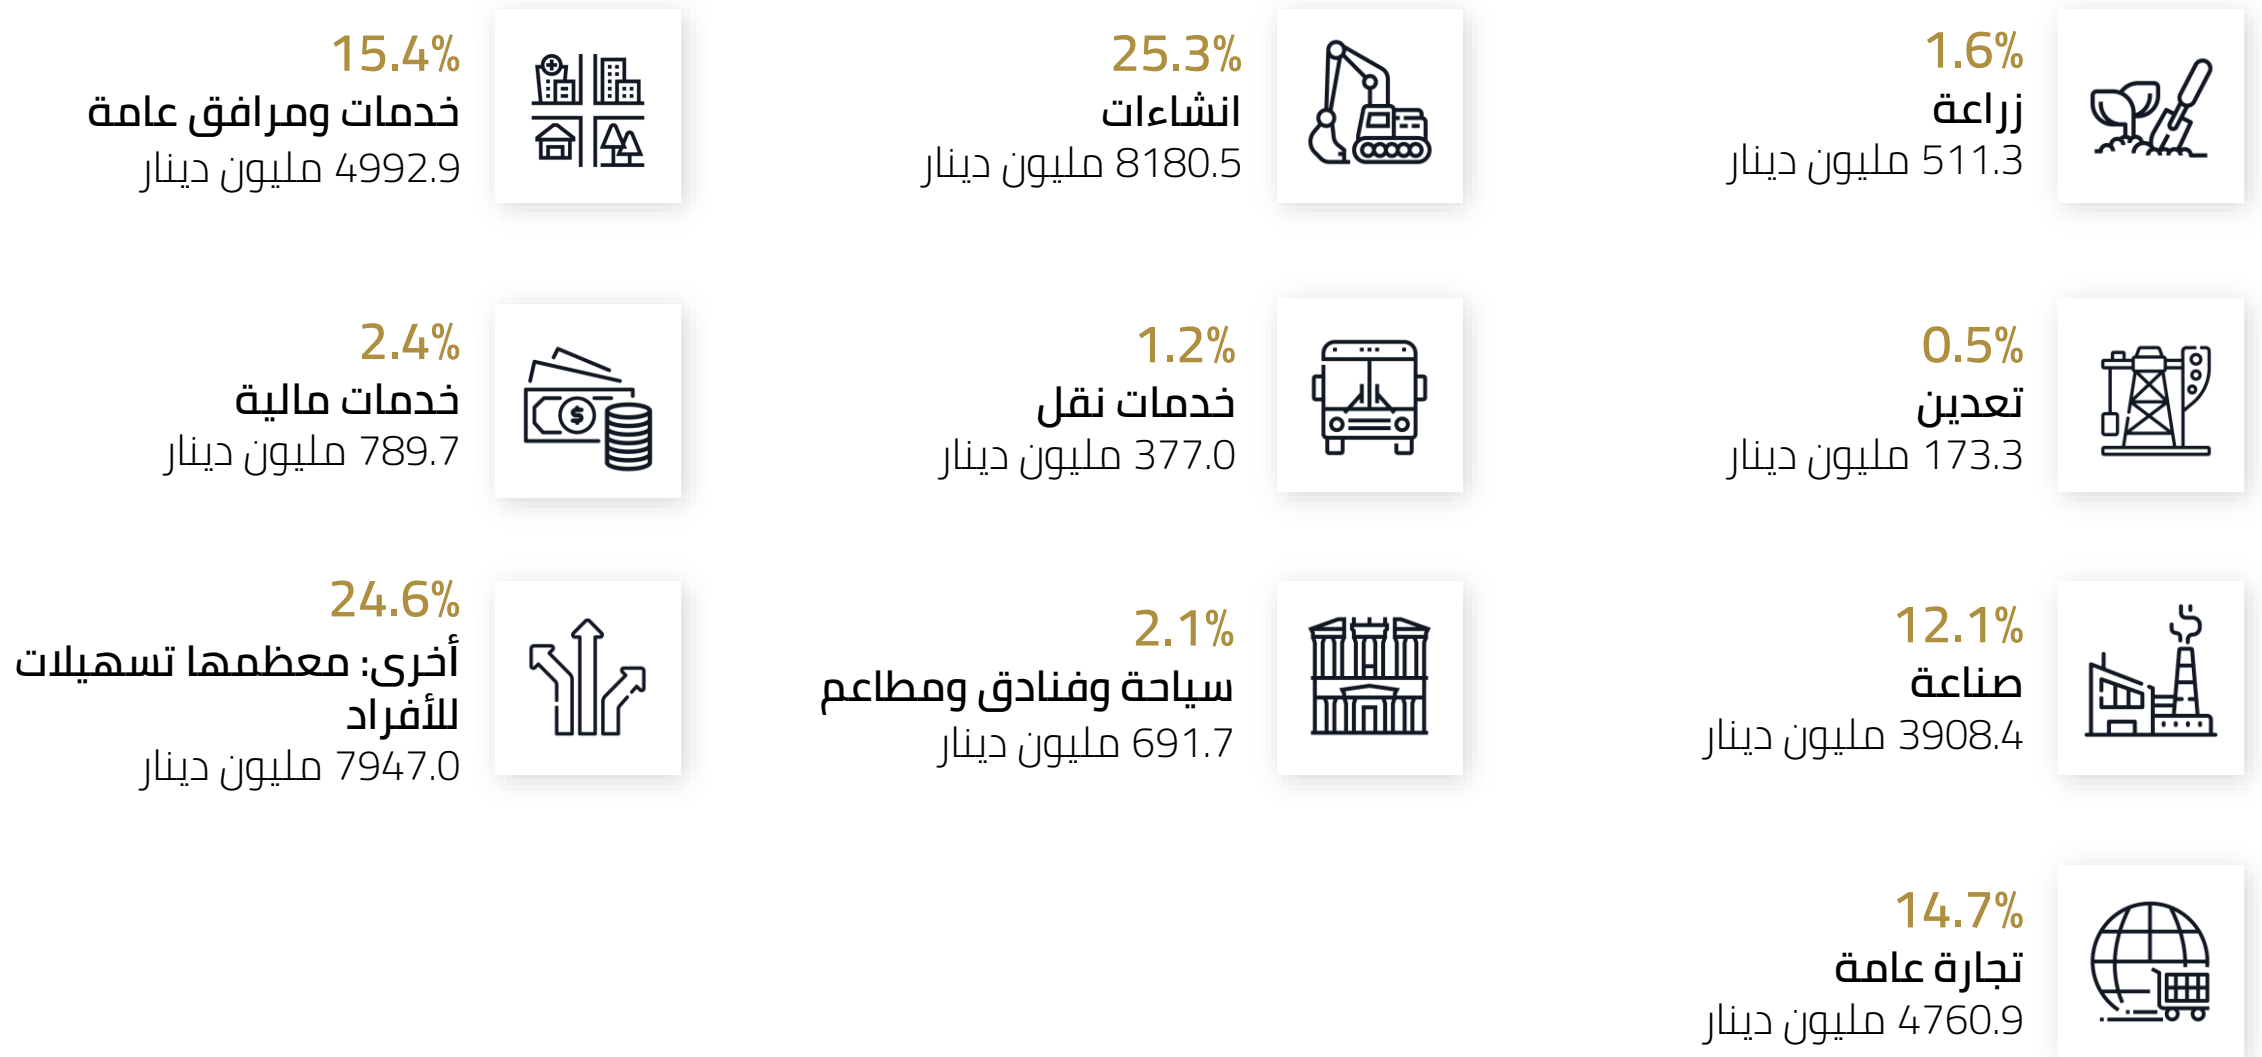 1.6%
زراعة
511.3 مليون دينار
0.5%
تعدين
173.3 مليون دينار
12.1%
صناعة
3908.4 مليون دينار
14.7%
تجارة عامة
4760.9 مليون دينار
25.3%
انشاءات
8180.5 مليون دينار
1.2%
خدمات نقل
377.0 مليون دينار
2.1%
سياحة وفنادق ومطاعم
691.7 مليون دينار
15.4%
خدمات ومرافق عامة
4992.9 مليون دينار
2.4%
خدمات مالية
789.7 مليون دينار
24.6%
أخرى: معظمها تسهيلات
للأفراد
7947.0 مليون دينار